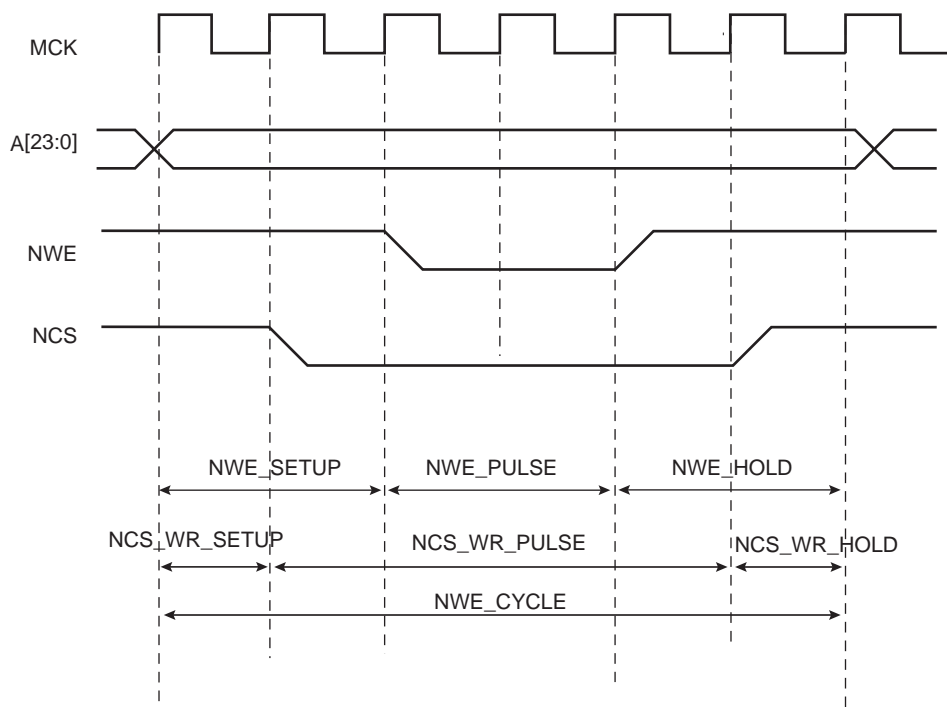 MCK
A[23:0]
NWE
NCS
NWE_SETUP NWE_PULSE NWE_HOLD
NCS_WR_SETUP NCS_WR_PULSE NCS_WR_HOLD
NWE_CYCLE